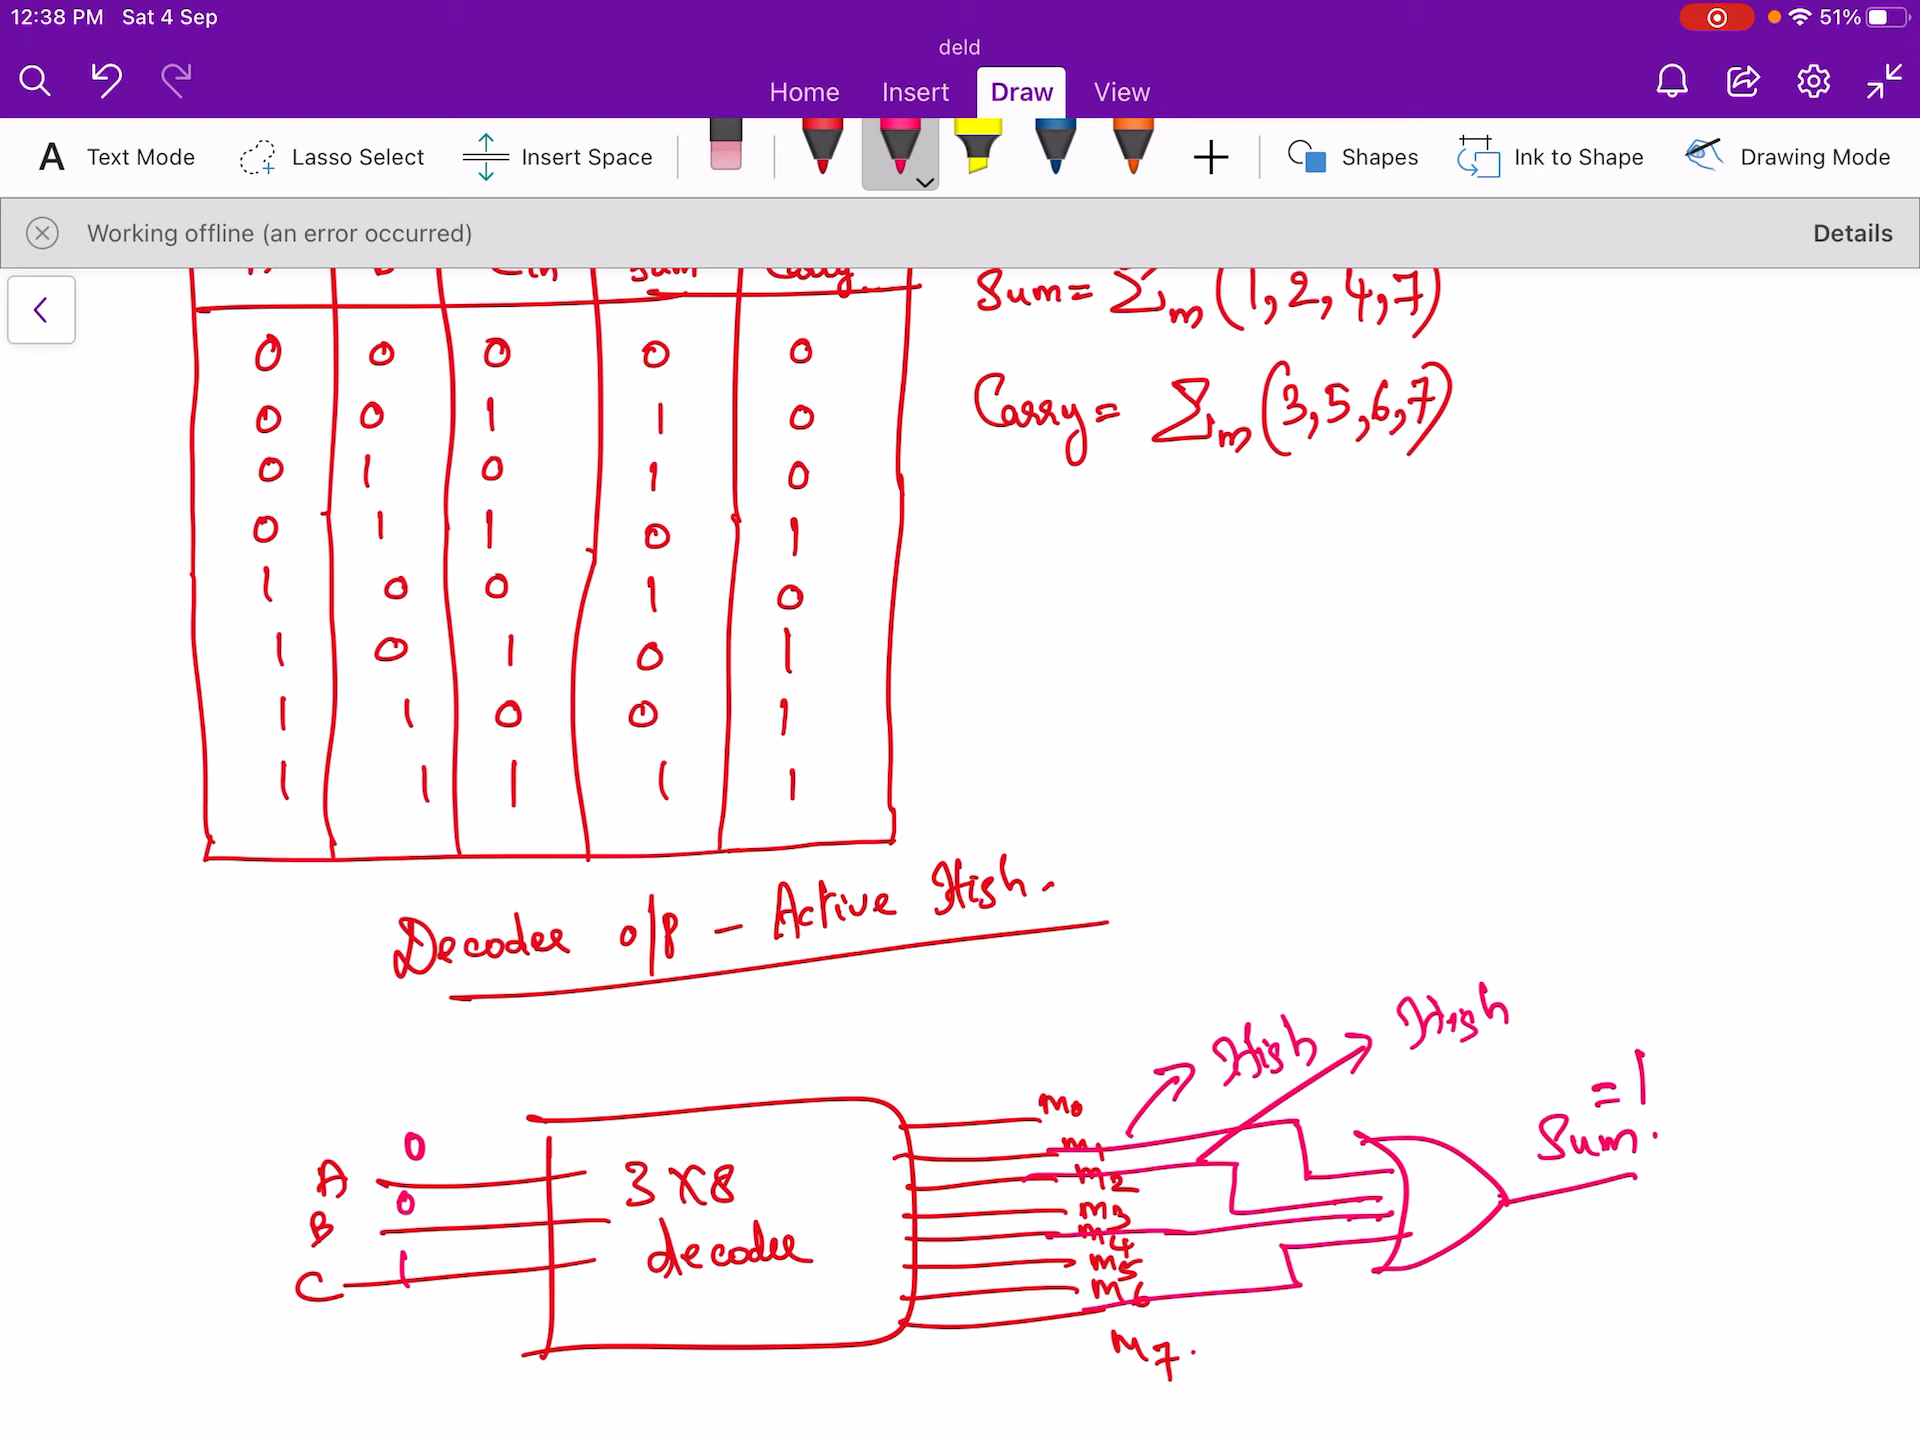 12:38 PM Sat 4 Sep
51%
deld
Home Insert Draw View
A Text Mode Lasso Select Insert Space Shapes Ink to Shape Drawing Mode
Working offline (an error occurred) Details
Cin Sum Carry
Sum = Σm (1, 2, 4, 7)
0 0 0 0 0
Carry = Σm (3, 5, 6, 7)
0 0 1 1 0
0 1 0 1 0
0 1 1 0 1
1 0 0 1 0
1 0 1 0 1
1 1 0 0 1
1 1 1 1 1
Decoder o/p - Active High.
High High
= 1
Sum.
m0
m1
m2
m3
m4
m5
m6
m7.
A 0
B 0
C 1
3 X 8
decoder